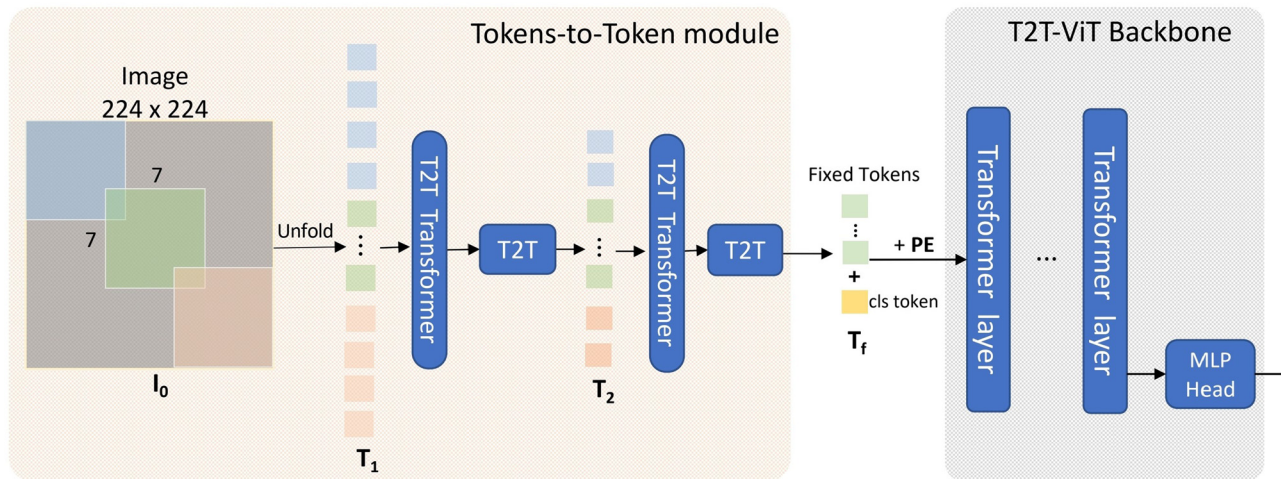 Tokens-to-Token module
T2T-ViT Backbone
Image
224 x 224
7
7
I0
Unfold
T1
T2T Transformer
T2T
T2
T2T Transformer
T2T
Fixed Tokens
+
cls token
Tf
+ PE
Transformer layer
...
Transformer layer
MLP
Head